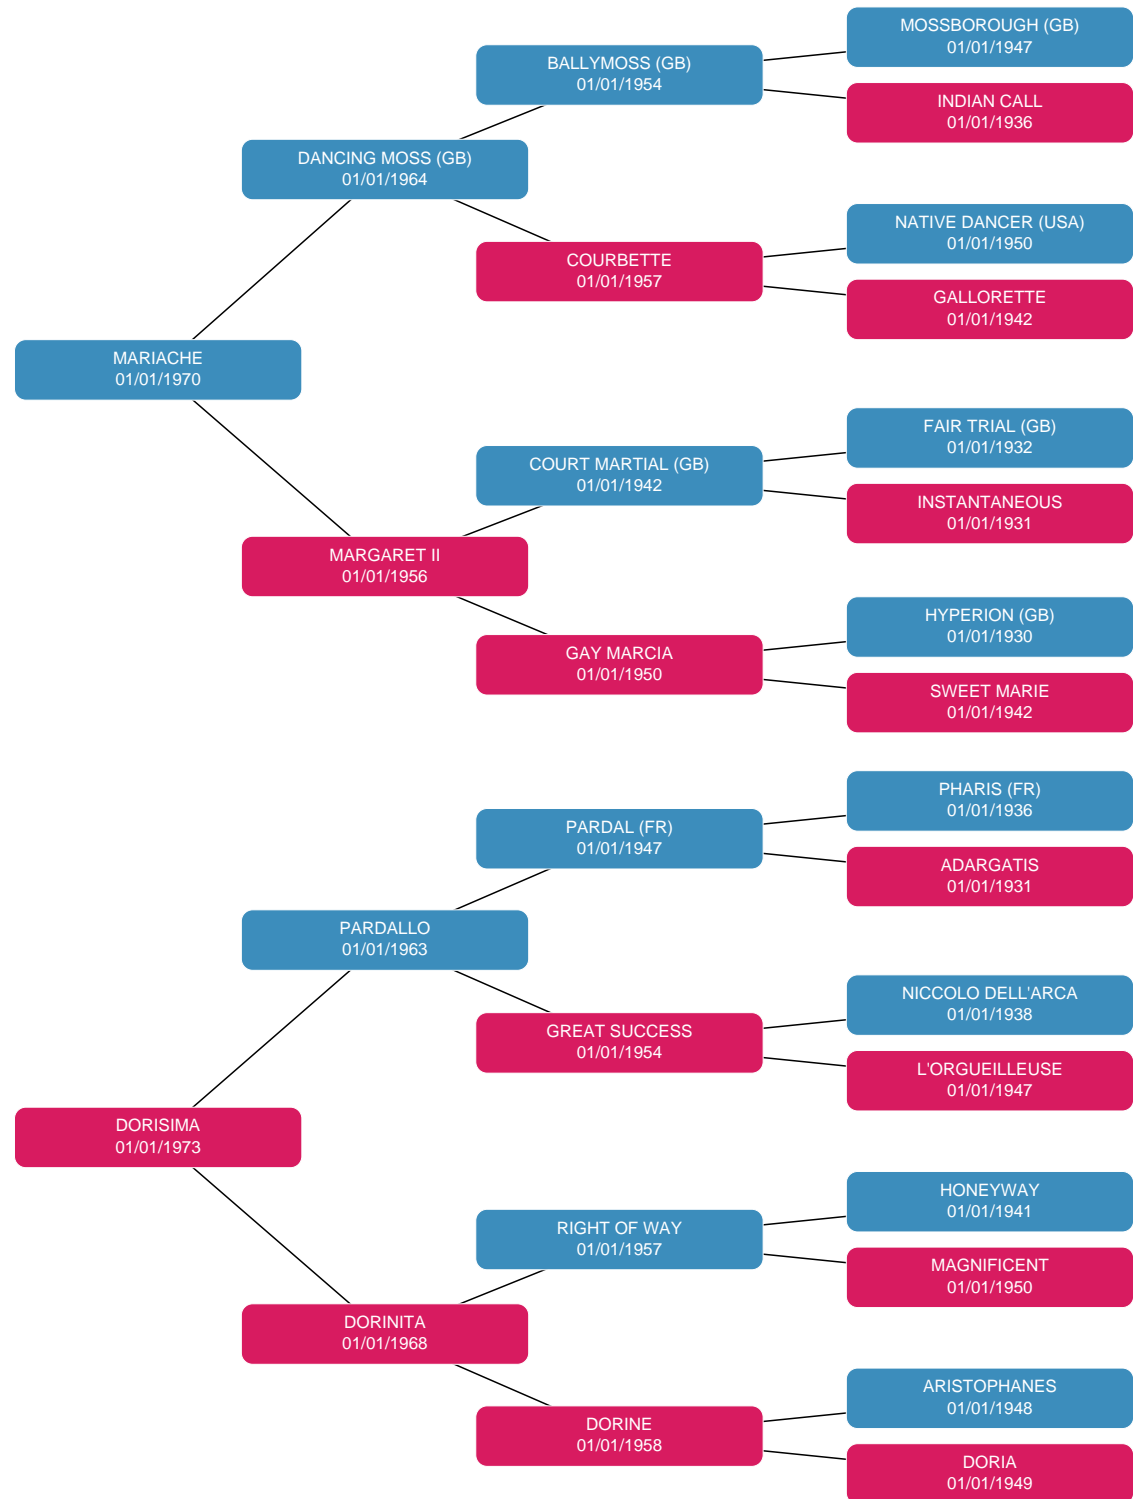 MOSSBOROUGH (GB)
01/01/1947
BALLYMOSS (GB)
01/01/1954
INDIAN CALL
01/01/1936
DANCING MOSS (GB)
01/01/1964
NATIVE DANCER (USA)
01/01/1950
COURBETTE
01/01/1957
GALLORETTE
01/01/1942
MARIACHE
01/01/1970
FAIR TRIAL (GB)
01/01/1932
COURT MARTIAL (GB)
01/01/1942
INSTANTANEOUS
01/01/1931
MARGARET II
01/01/1956
HYPERION (GB)
01/01/1930
GAY MARCIA
01/01/1950
SWEET MARIE
01/01/1942
PHARIS (FR)
01/01/1936
PARDAL (FR)
01/01/1947
ADARGATIS
01/01/1931
PARDALLO
01/01/1963
NICCOLO DELL'ARCA
01/01/1938
GREAT SUCCESS
01/01/1954
L'ORGUEILLEUSE
01/01/1947
DORISIMA
01/01/1973
HONEYWAY
01/01/1941
RIGHT OF WAY
01/01/1957
MAGNIFICENT
01/01/1950
DORINITA
01/01/1968
ARISTOPHANES
01/01/1948
DORINE
01/01/1958
DORIA
01/01/1949